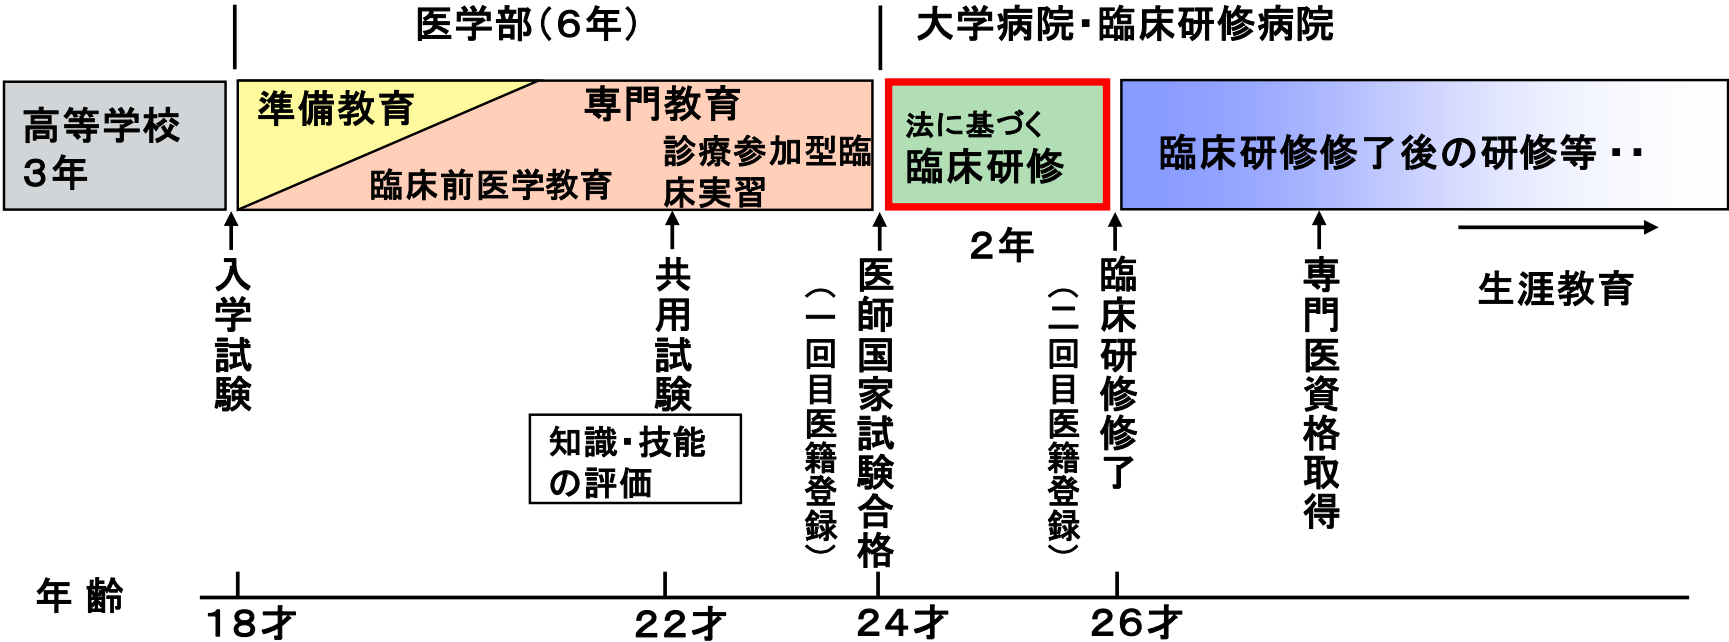 医学部（６年）
大学病院・臨床研修病院
高等学校
３年
準備教育
専門教育
臨床前医学教育
診療参加型臨
床実習
法に基づく
臨床研修
臨床研修修了後の研修等・・
２年
生涯教育
入学試験
共用試験
知識・技能
の評価
（一回目医籍登録）
医師国家試験合格
（二回目医籍登録）
臨床研修修了
専門医資格取得
年 齢
18才
22才
24才
26才